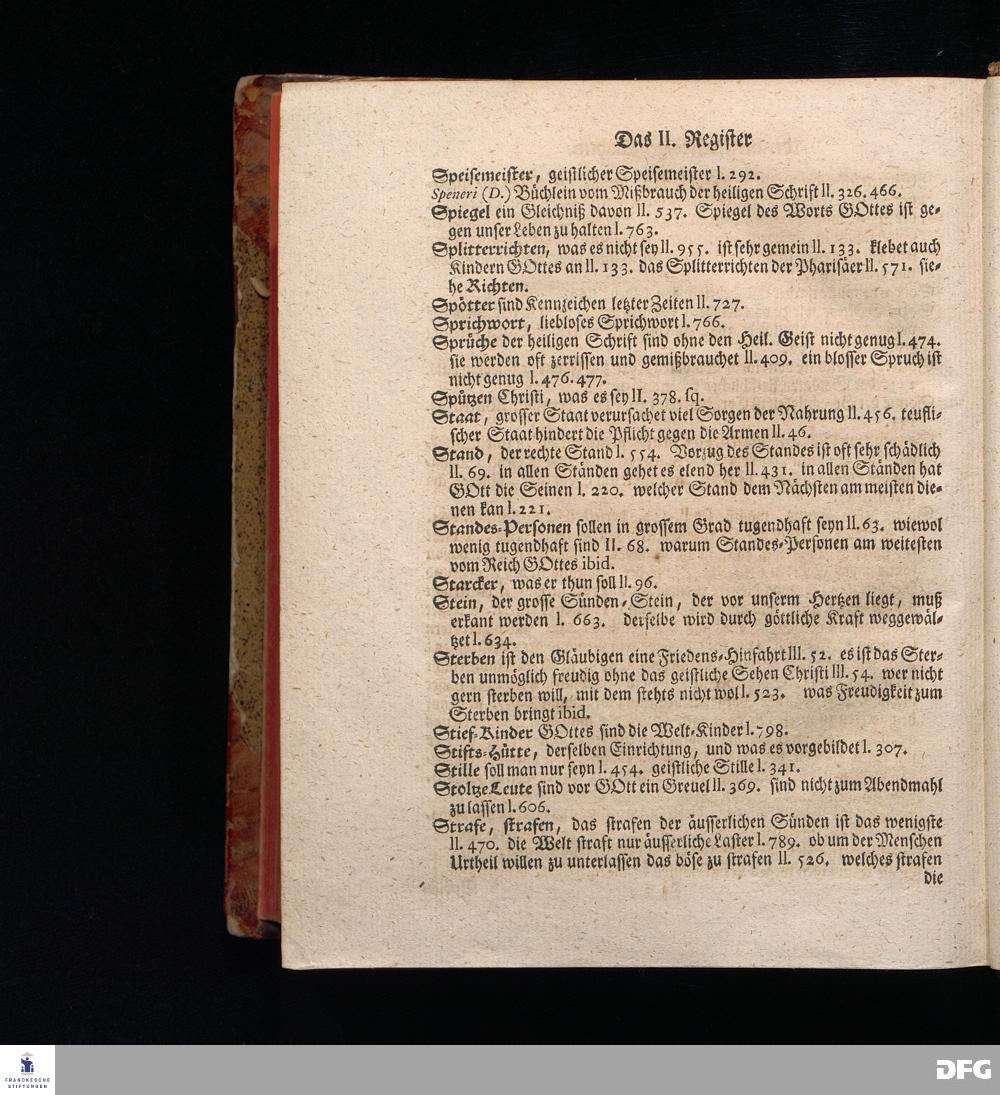 Das II. Register
Speisemeister, geistlicher Speisemeister I. 292.
Speneri (D.) Büchlein vom Mißbrauch der heiligen Schrift II. 326. 466.
Spiegel ein Gleichniß davon II. 537. Spiegel des Worts GOttes ist ge-
gen unser Leben zu halten I. 763.
Splitterrichten, was es nicht sey II. 955. ist sehr gemein II. 133. klebet auch
Kindern GOttes an II. 133. das Splitterrichten der Pharisäer II. 571. sie-
he Richten.
Spötter sind Kennzeichen letzter Zeiten II. 727.
Sprichwort, liebloses Sprichwort I. 766.
Sprüche der heiligen Schrift sind ohne den Heil. Geist nicht genug I. 474.
sie werden oft zerrissen und gemißbrauchet II. 409. ein blosser Spruch ist
nicht genug I. 476. 477.
Spützen Christi, was es sey II. 378. sq.
Staat, grosser Staat verursachet viel Sorgen der Nahrung II. 456. teufli-
scher Staat hindert die Pflicht gegen die Armen II. 46.
Stand, der rechte Stand I. 554. Vorzug des Standes ist oft sehr schädlich
II. 69. in allen Ständen gehet es elend her II. 431. in allen Ständen hat
GOtt die Seinen I. 220. welcher Stand dem Nächsten am meisten die-
nen kan I. 221.
Standes-Personen sollen in grossem Grad tugendhaft seyn II. 63. wiewol
wenig tugendhaft sind II. 68. warum Standes-Personen am weitesten
vom Reich GOttes ibid.
Starcker, was er thun soll II. 96.
Stein, der grosse Sünden-Stein, der vor unserm Hertzen liegt, muß
erkant werden I. 663. derselbe wird durch göttliche Kraft weggewäl-
tzet I. 634.
Sterben ist den Gläubigen eine Friedens-Hinfahrt III. 52. es ist das Ster-
ben unmöglich freudig ohne das geistliche Sehen Christi III. 54. wer nicht
gern sterben will, mit dem stehts nicht wol I. 523. was Freudigkeit zum
Sterben bringt ibid.
Stief-Kinder GOttes sind die Welt-Kinder I. 798.
Stifts-Hütte, derselben Einrichtung, und was es vorgebildet I. 307.
Stille soll man nur seyn I. 454. geistliche Stille I. 341.
Stoltze Leute sind vor GOtt ein Greuel II. 369. sind nicht zum Abendmahl
zu lassen I. 606.
Strafe, strafen, das strafen der äusserlichen Sünden ist das wenigste
II. 470. die Welt straft nur äusserliche Laster I. 789. ob um der Menschen
Urtheil willen zu unterlassen das böse zu strafen II. 526. welches strafen
die
FRANCKESCHE
STIFTUNGEN
DFG